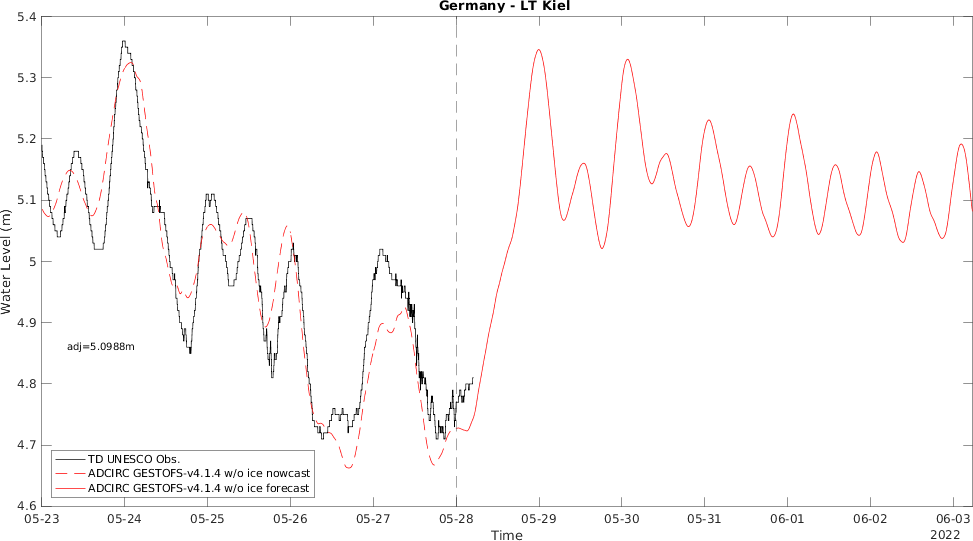 Germany - LT Kiel
Water Level (m)
5.4
5.3
5.2
5.1
5
4.9
4.8
4.7
4.6
adj=5.0988m
TD UNESCO Obs.
ADCIRC GESTOFS-v4.1.4 w/o ice nowcast
ADCIRC GESTOFS-v4.1.4 w/o ice forecast
05-23 05-24 05-25 05-26 05-27 05-28 05-29 05-30 05-31 06-01 06-02 06-03
Time
2022